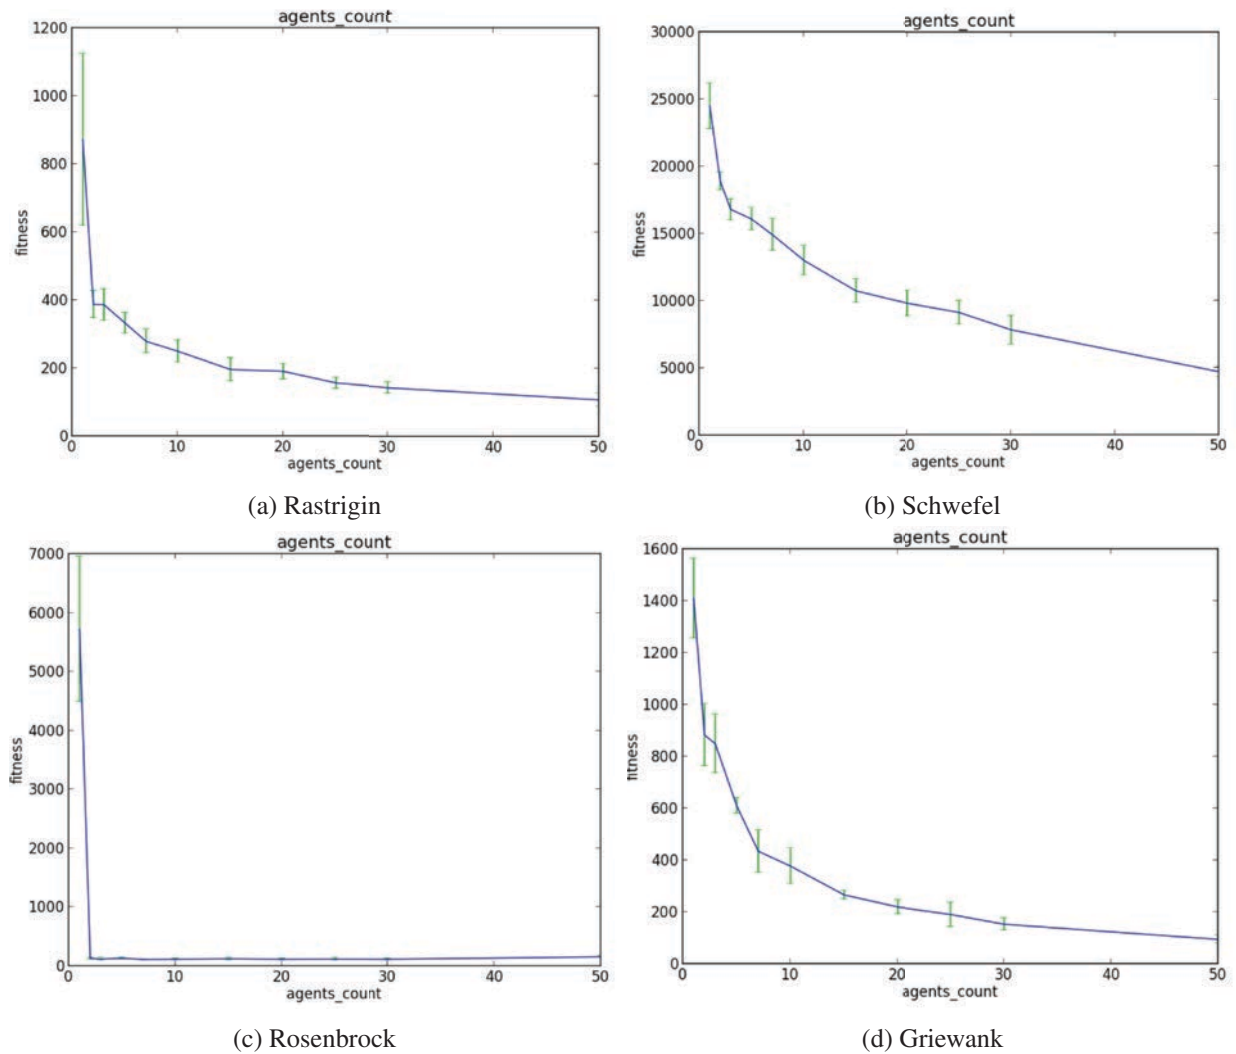 agents_count
1200
1000
800
600
400
200
0
fitness
0 10 20 30 40 50
agents_count
(a) Rastrigin
agents_count
30000
25000
20000
15000
10000
5000
0
fitness
0 10 20 30 40 50
agents_count
(b) Schwefel
agents_count
7000
6000
5000
4000
3000
2000
1000
0
fitness
0 10 20 30 40 50
agents_count
(c) Rosenbrock
agents_count
1600
1400
1200
1000
800
600
400
200
0
fitness
0 10 20 30 40 50
agents_count
(d) Griewank